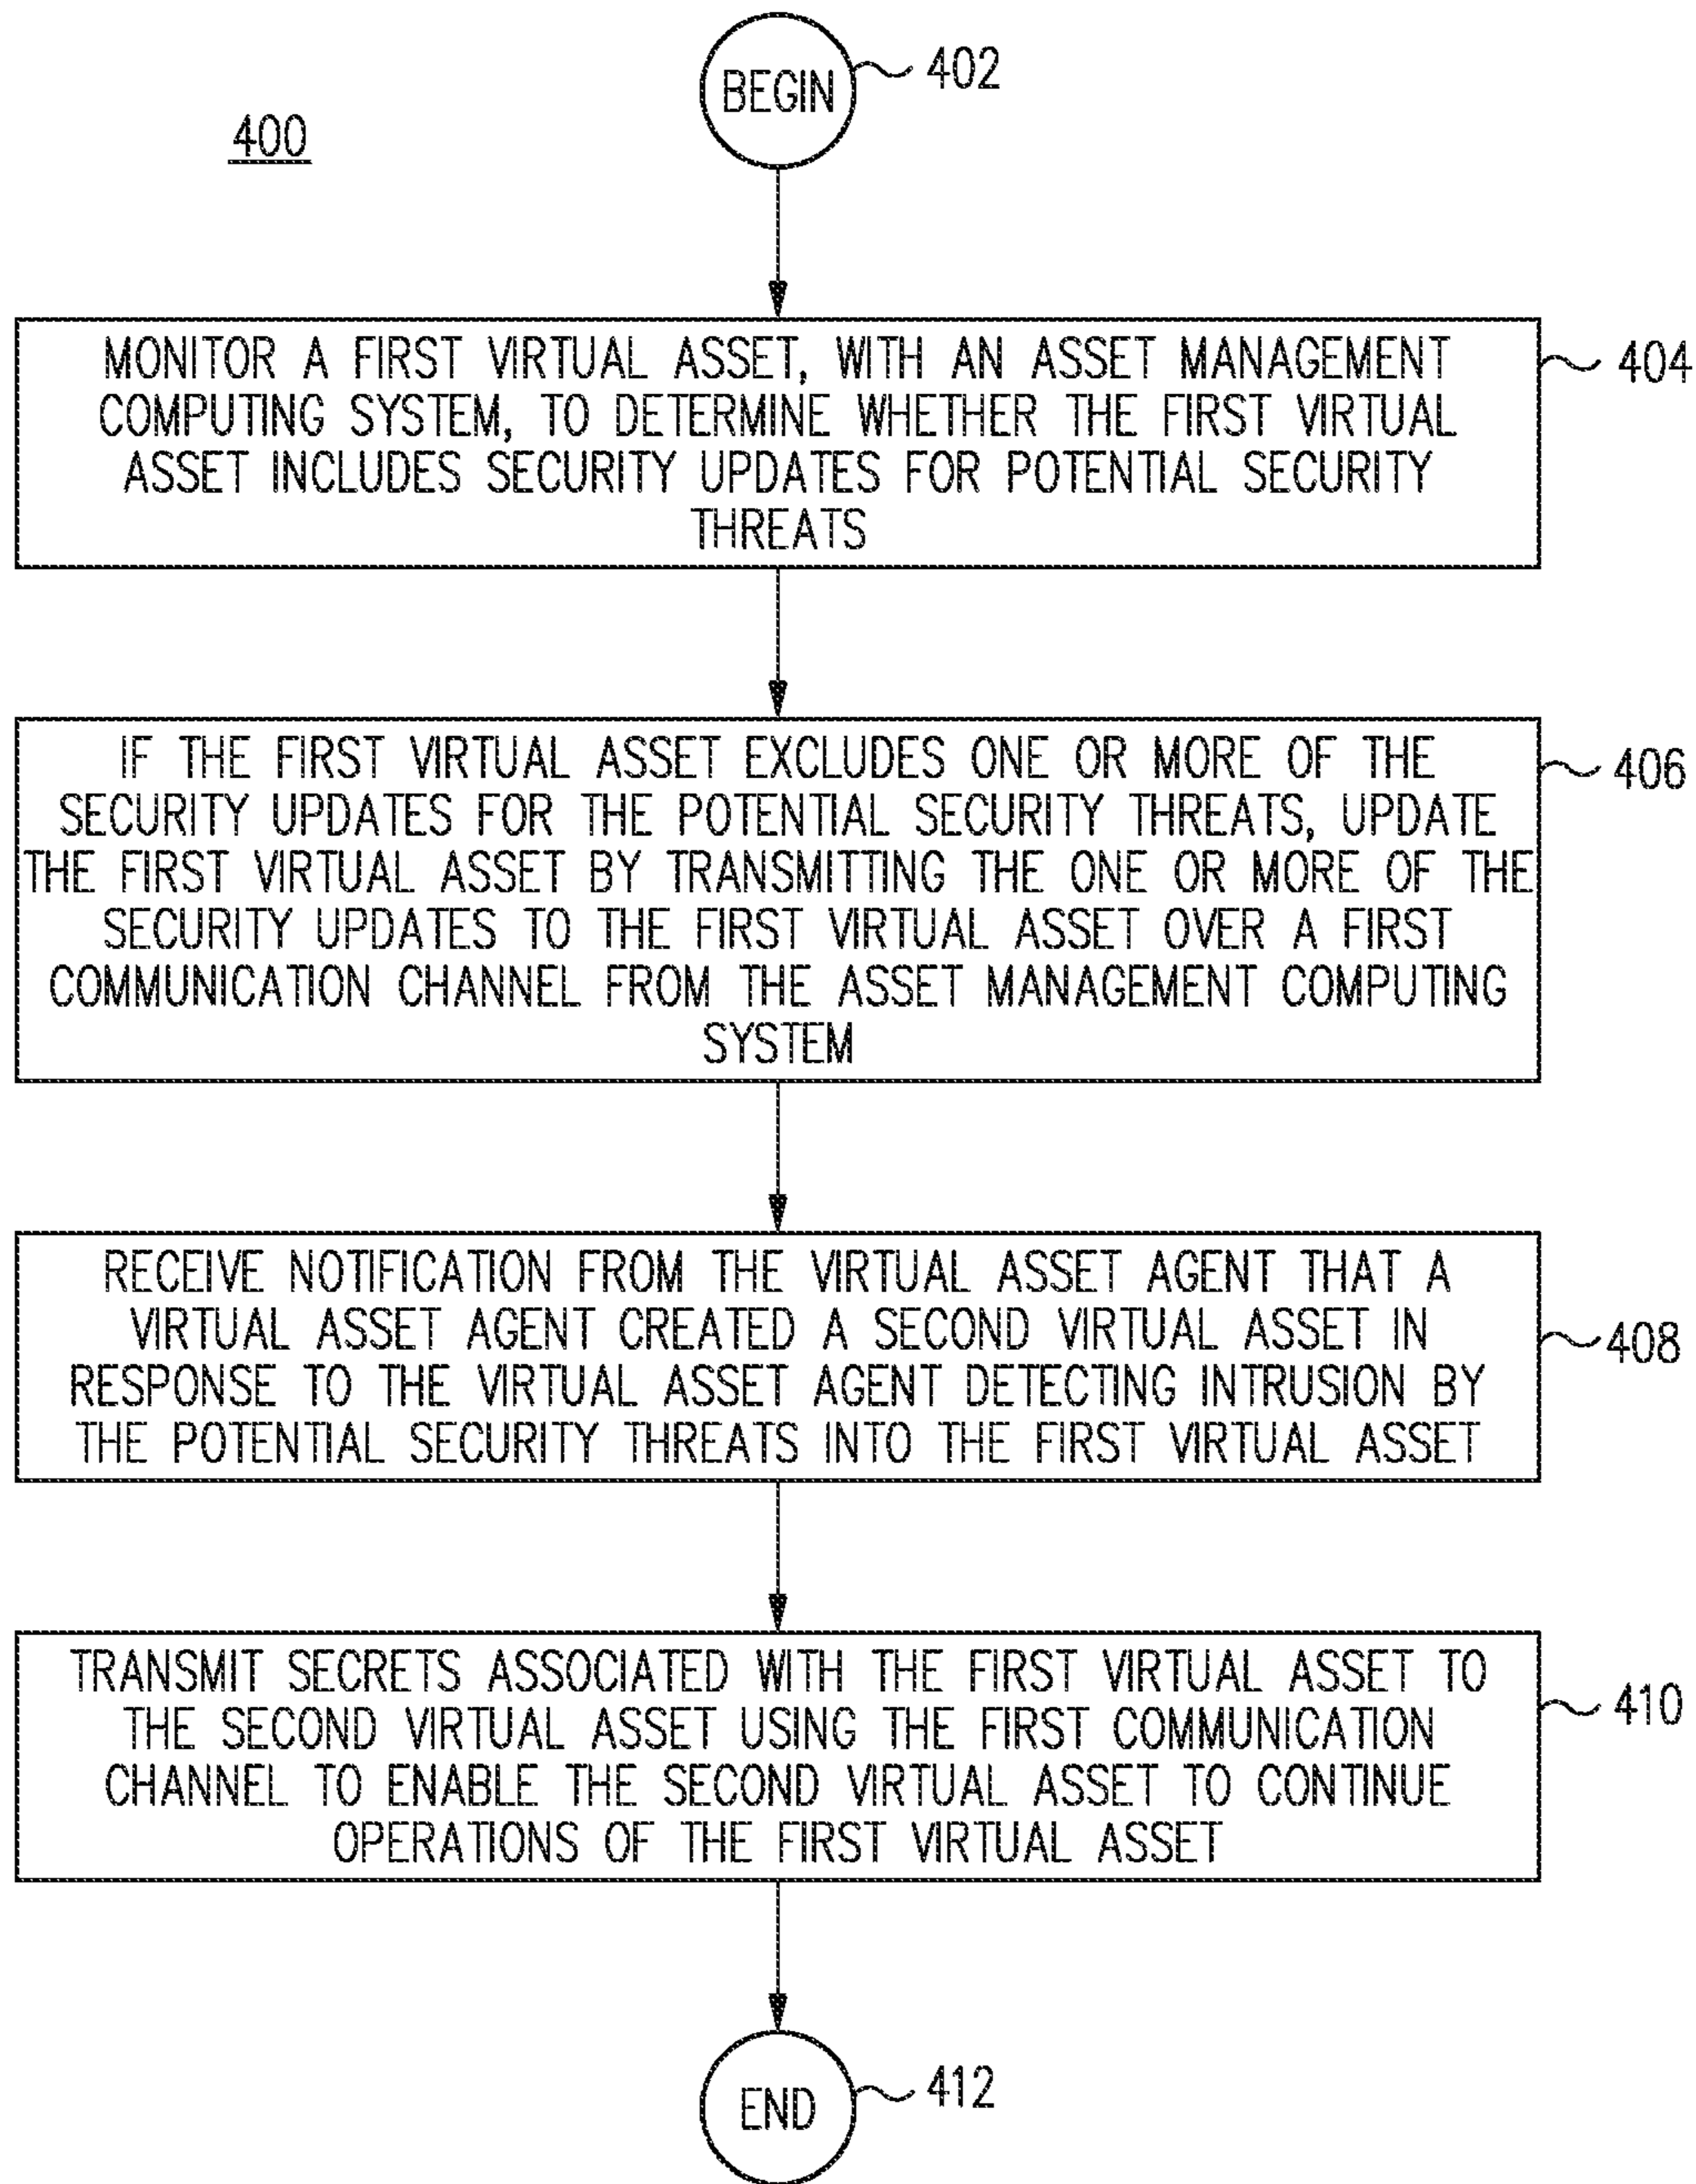 BEGIN
402
400
MONITOR A FIRST VIRTUAL ASSET, WITH AN ASSET MANAGEMENT
COMPUTING SYSTEM, TO DETERMINE WHETHER THE FIRST VIRTUAL
ASSET INCLUDES SECURITY UPDATES FOR POTENTIAL SECURITY
THREATS
404
IF THE FIRST VIRTUAL ASSET EXCLUDES ONE OR MORE OF THE
SECURITY UPDATES FOR THE POTENTIAL SECURITY THREATS, UPDATE
THE FIRST VIRTUAL ASSET BY TRANSMITTING THE ONE OR MORE OF THE
SECURITY UPDATES TO THE FIRST VIRTUAL ASSET OVER A FIRST
COMMUNICATION CHANNEL FROM THE ASSET MANAGEMENT COMPUTING
SYSTEM
406
RECEIVE NOTIFICATION FROM THE VIRTUAL ASSET AGENT THAT A
VIRTUAL ASSET AGENT CREATED A SECOND VIRTUAL ASSET IN
RESPONSE TO THE VIRTUAL ASSET AGENT DETECTING INTRUSION BY
THE POTENTIAL SECURITY THREATS INTO THE FIRST VIRTUAL ASSET
408
TRANSMIT SECRETS ASSOCIATED WITH THE FIRST VIRTUAL ASSET TO
THE SECOND VIRTUAL ASSET USING THE FIRST COMMUNICATION
CHANNEL TO ENABLE THE SECOND VIRTUAL ASSET TO CONTINUE
OPERATIONS OF THE FIRST VIRTUAL ASSET
410
END
412